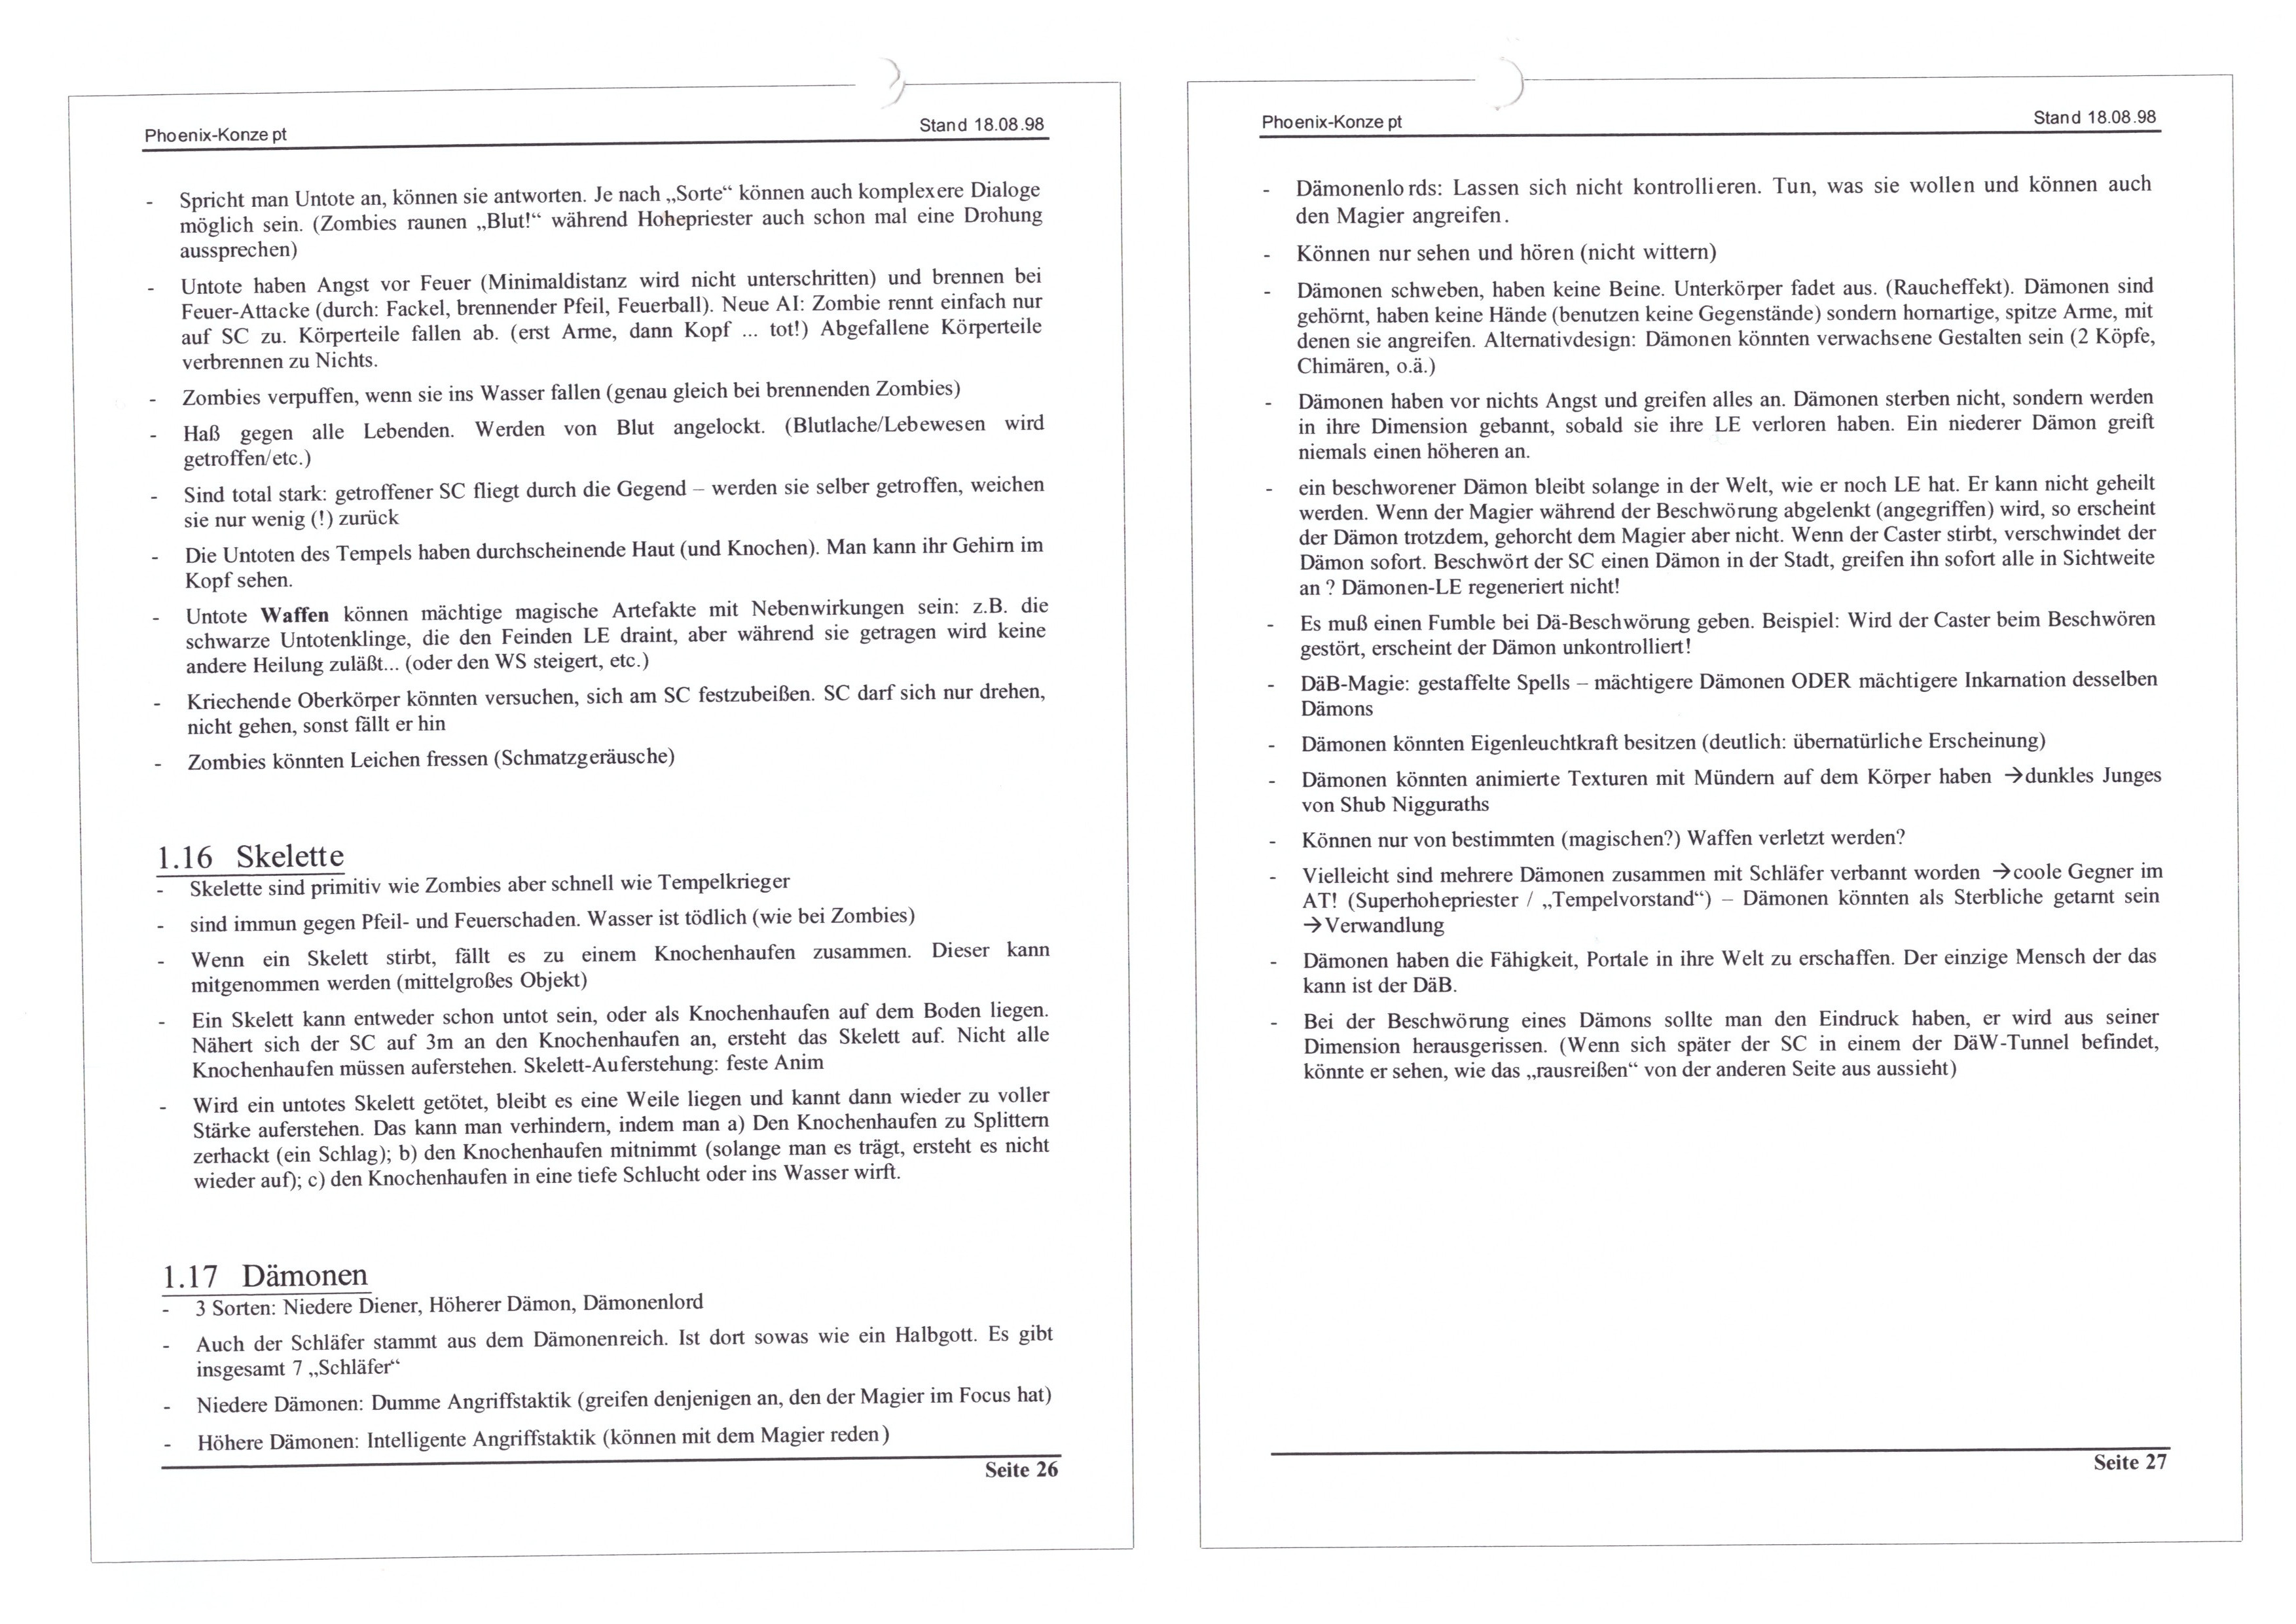 Phoenix-Konzept
Stand 18.08.98
- Spricht man Untote an, können sie antworten. Je nach „Sorte“ können auch komplexere Dialoge
möglich sein. (Zombies raunen „Blut!“ während Hohepriester auch schon mal eine Drohung
aussprechen)
- Untote haben Angst vor Feuer (Minimaldistanz wird nicht unterschritten) und brennen bei
Feuer-Attacke (durch: Fackel, brennender Pfeil, Feuerball). Neue AI: Zombie rennt einfach nur
auf SC zu. Körperteile fallen ab. (erst Arme, dann Kopf ... tot!) Abgefallene Körperteile
verbrennen zu Nichts.
- Zombies verpuffen, wenn sie ins Wasser fallen (genau gleich bei brennenden Zombies)
- Haß gegen alle Lebenden. Werden von Blut angelockt. (Blutlache/Lebewesen wird
getroffen/etc.)
- Sind total stark: getroffener SC fliegt durch die Gegend – werden sie selber getroffen, weichen
sie nur wenig (!) zurück
- Die Untoten des Tempels haben durchscheinende Haut (und Knochen). Man kann ihr Gehirn im
Kopf sehen.
- Untote Waffen können mächtige magische Artefakte mit Nebenwirkungen sein: z.B. die
schwarze Untotenklinge, die den Feinden LE draint, aber während sie getragen wird keine
andere Heilung zuläßt... (oder den WS steigert, etc.)
- Kriechende Oberkörper könnten versuchen, sich am SC festzubeißen. SC darf sich nur drehen,
nicht gehen, sonst fällt er hin
- Zombies könnten Leichen fressen (Schmatzgeräusche)
1.16 Skelette
- Skelette sind primitiv wie Zombies aber schnell wie Tempelkrieger
- sind immun gegen Pfeil- und Feuerschaden. Wasser ist tödlich (wie bei Zombies)
- Wenn ein Skelett stirbt, fällt es zu einem Knochenhaufen zusammen. Dieser kann
mitgenommen werden (mittelgroßes Objekt)
- Ein Skelett kann entweder schon untot sein, oder als Knochenhaufen auf dem Boden liegen.
Nähert sich der SC auf 3m an den Knochenhaufen an, ersteht das Skelett auf. Nicht alle
Knochenhaufen müssen auferstehen. Skelett-Auferstehung: feste Anim
- Wird ein untotes Skelett getötet, bleibt es eine Weile liegen und kannt dann wieder zu voller
Stärke auferstehen. Das kann man verhindern, indem man a) Den Knochenhaufen zu Splittern
zerhackt (ein Schlag); b) den Knochenhaufen mitnimmt (solange man es trägt, ersteht es nicht
wieder auf); c) den Knochenhaufen in eine tiefe Schlucht oder ins Wasser wirft.
1.17 Dämonen
- 3 Sorten: Niedere Diener, Höherer Dämon, Dämonenlord
- Auch der Schläfer stammt aus dem Dämonenreich. Ist dort sowas wie ein Halbgott. Es gibt
insgesamt 7 „Schläfer“
- Niedere Dämonen: Dumme Angriffstaktik (greifen denjenigen an, den der Magier im Focus hat)
- Höhere Dämonen: Intelligente Angriffstaktik (können mit dem Magier reden)
Seite 26
Phoenix-Konzept
Stand 18.08.98
- Dämonenlords: Lassen sich nicht kontrollieren. Tun, was sie wollen und können auch
den Magier angreifen.
- Können nur sehen und hören (nicht wittern)
- Dämonen schweben, haben keine Beine. Unterkörper fadet aus. (Raucheffekt). Dämonen sind
gehörnt, haben keine Hände (benutzen keine Gegenstände) sondern hornartige, spitze Arme, mit
denen sie angreifen. Alternativdesign: Dämonen könnten verwachsene Gestalten sein (2 Köpfe,
Chimären, o.ä.)
- Dämonen haben vor nichts Angst und greifen alles an. Dämonen sterben nicht, sondern werden
in ihre Dimension gebannt, sobald sie ihre LE verloren haben. Ein niederer Dämon greift
niemals einen höheren an.
- ein beschworener Dämon bleibt solange in der Welt, wie er noch LE hat. Er kann nicht geheilt
werden. Wenn der Magier während der Beschwörung abgelenkt (angegriffen) wird, so erscheint
der Dämon trotzdem, gehorcht dem Magier aber nicht. Wenn der Caster stirbt, verschwindet der
Dämon sofort. Beschwört der SC einen Dämon in der Stadt, greifen ihn sofort alle in Sichtweite
an ? Dämonen-LE regeneriert nicht!
- Es muß einen Fumble bei Dä-Beschwörung geben. Beispiel: Wird der Caster beim Beschwören
gestört, erscheint der Dämon unkontrolliert!
- DäB-Magie: gestaffelte Spells – mächtigere Dämonen ODER mächtigere Inkarnation desselben
Dämons
- Dämonen könnten Eigenleuchtkraft besitzen (deutlich: übernatürliche Erscheinung)
- Dämonen könnten animierte Texturen mit Mündern auf dem Körper haben →dunkles Junges
von Shub Nigguraths
- Können nur von bestimmten (magischen?) Waffen verletzt werden?
- Vielleicht sind mehrere Dämonen zusammen mit Schläfer verbannt worden →coole Gegner im
AT! (Superhohepriester / „Tempelvorstand“) – Dämonen könnten als Sterbliche getarnt sein
→Verwandlung
- Dämonen haben die Fähigkeit, Portale in ihre Welt zu erschaffen. Der einzige Mensch der das
kann ist der DäB.
- Bei der Beschwörung eines Dämons sollte man den Eindruck haben, er wird aus seiner
Dimension herausgerissen. (Wenn sich später der SC in einem der DäW-Tunnel befindet,
könnte er sehen, wie das „rausreißen“ von der anderen Seite aus aussieht)
Seite 27